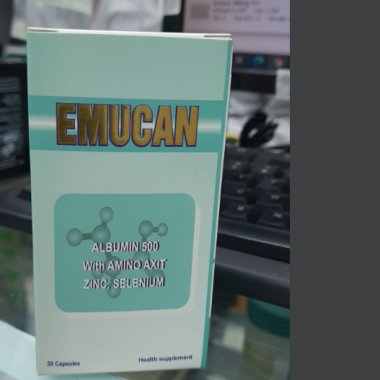 EMUCAN
ALBUMIN 500
With AMINO AXIT
ZINC, SELENIUM
30 Capsules
Health supplement